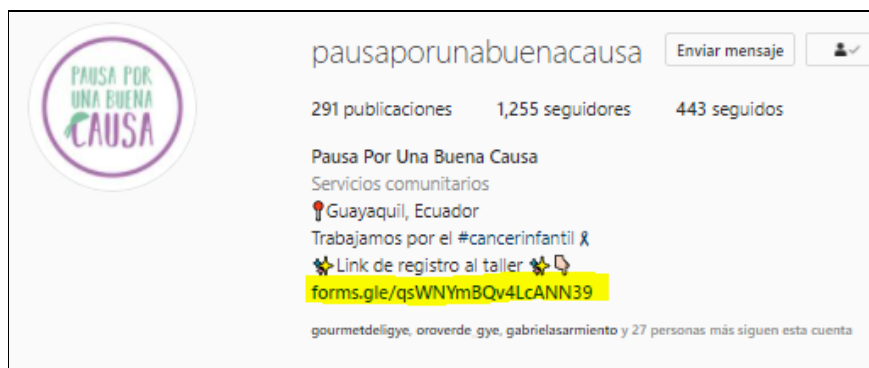 PAUSA POR
UNA BUENA
CAUSA
pausaporunabuenacausa Enviar mensaje
291 publicaciones 1,255 seguidores 443 seguidos
Pausa Por Una Buena Causa
Servicios comunitarios
📍Guayaquil, Ecuador
Trabajamos por el #cancerinfantil🎗
✨Link de registro al taller ✨👇🏻
forms.gle/qsWNYmBQv4LcANN39
gourmetdeligye, oroverde_gye, gabrielasarmiento y 27 personas más siguen esta cuenta